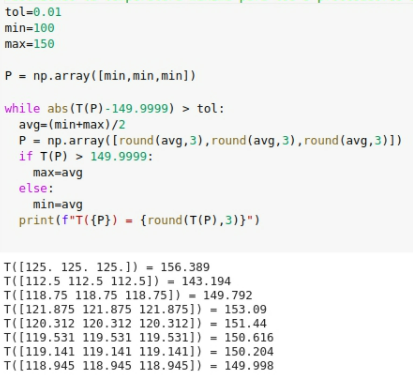 tol=0.01
min=100
max=150
P = np.array([min,min,min])
while abs(T(P)-149.9999) > tol:
  avg=(min+max)/2
  P = np.array([round(avg,3),round(avg,3),round(avg,3)])
  if T(P) > 149.9999:
    max=avg
  else:
    min=avg
  print(f"T({P}) = {round(T(P),3)}")
T([125. 125. 125.]) = 156.389
T([112.5 112.5 112.5]) = 143.194
T([118.75 118.75 118.75]) = 149.792
T([121.875 121.875 121.875]) = 153.09
T([120.312 120.312 120.312]) = 151.44
T([119.531 119.531 119.531]) = 150.616
T([119.141 119.141 119.141]) = 150.204
T([118.945 118.945 118.945]) = 149.998